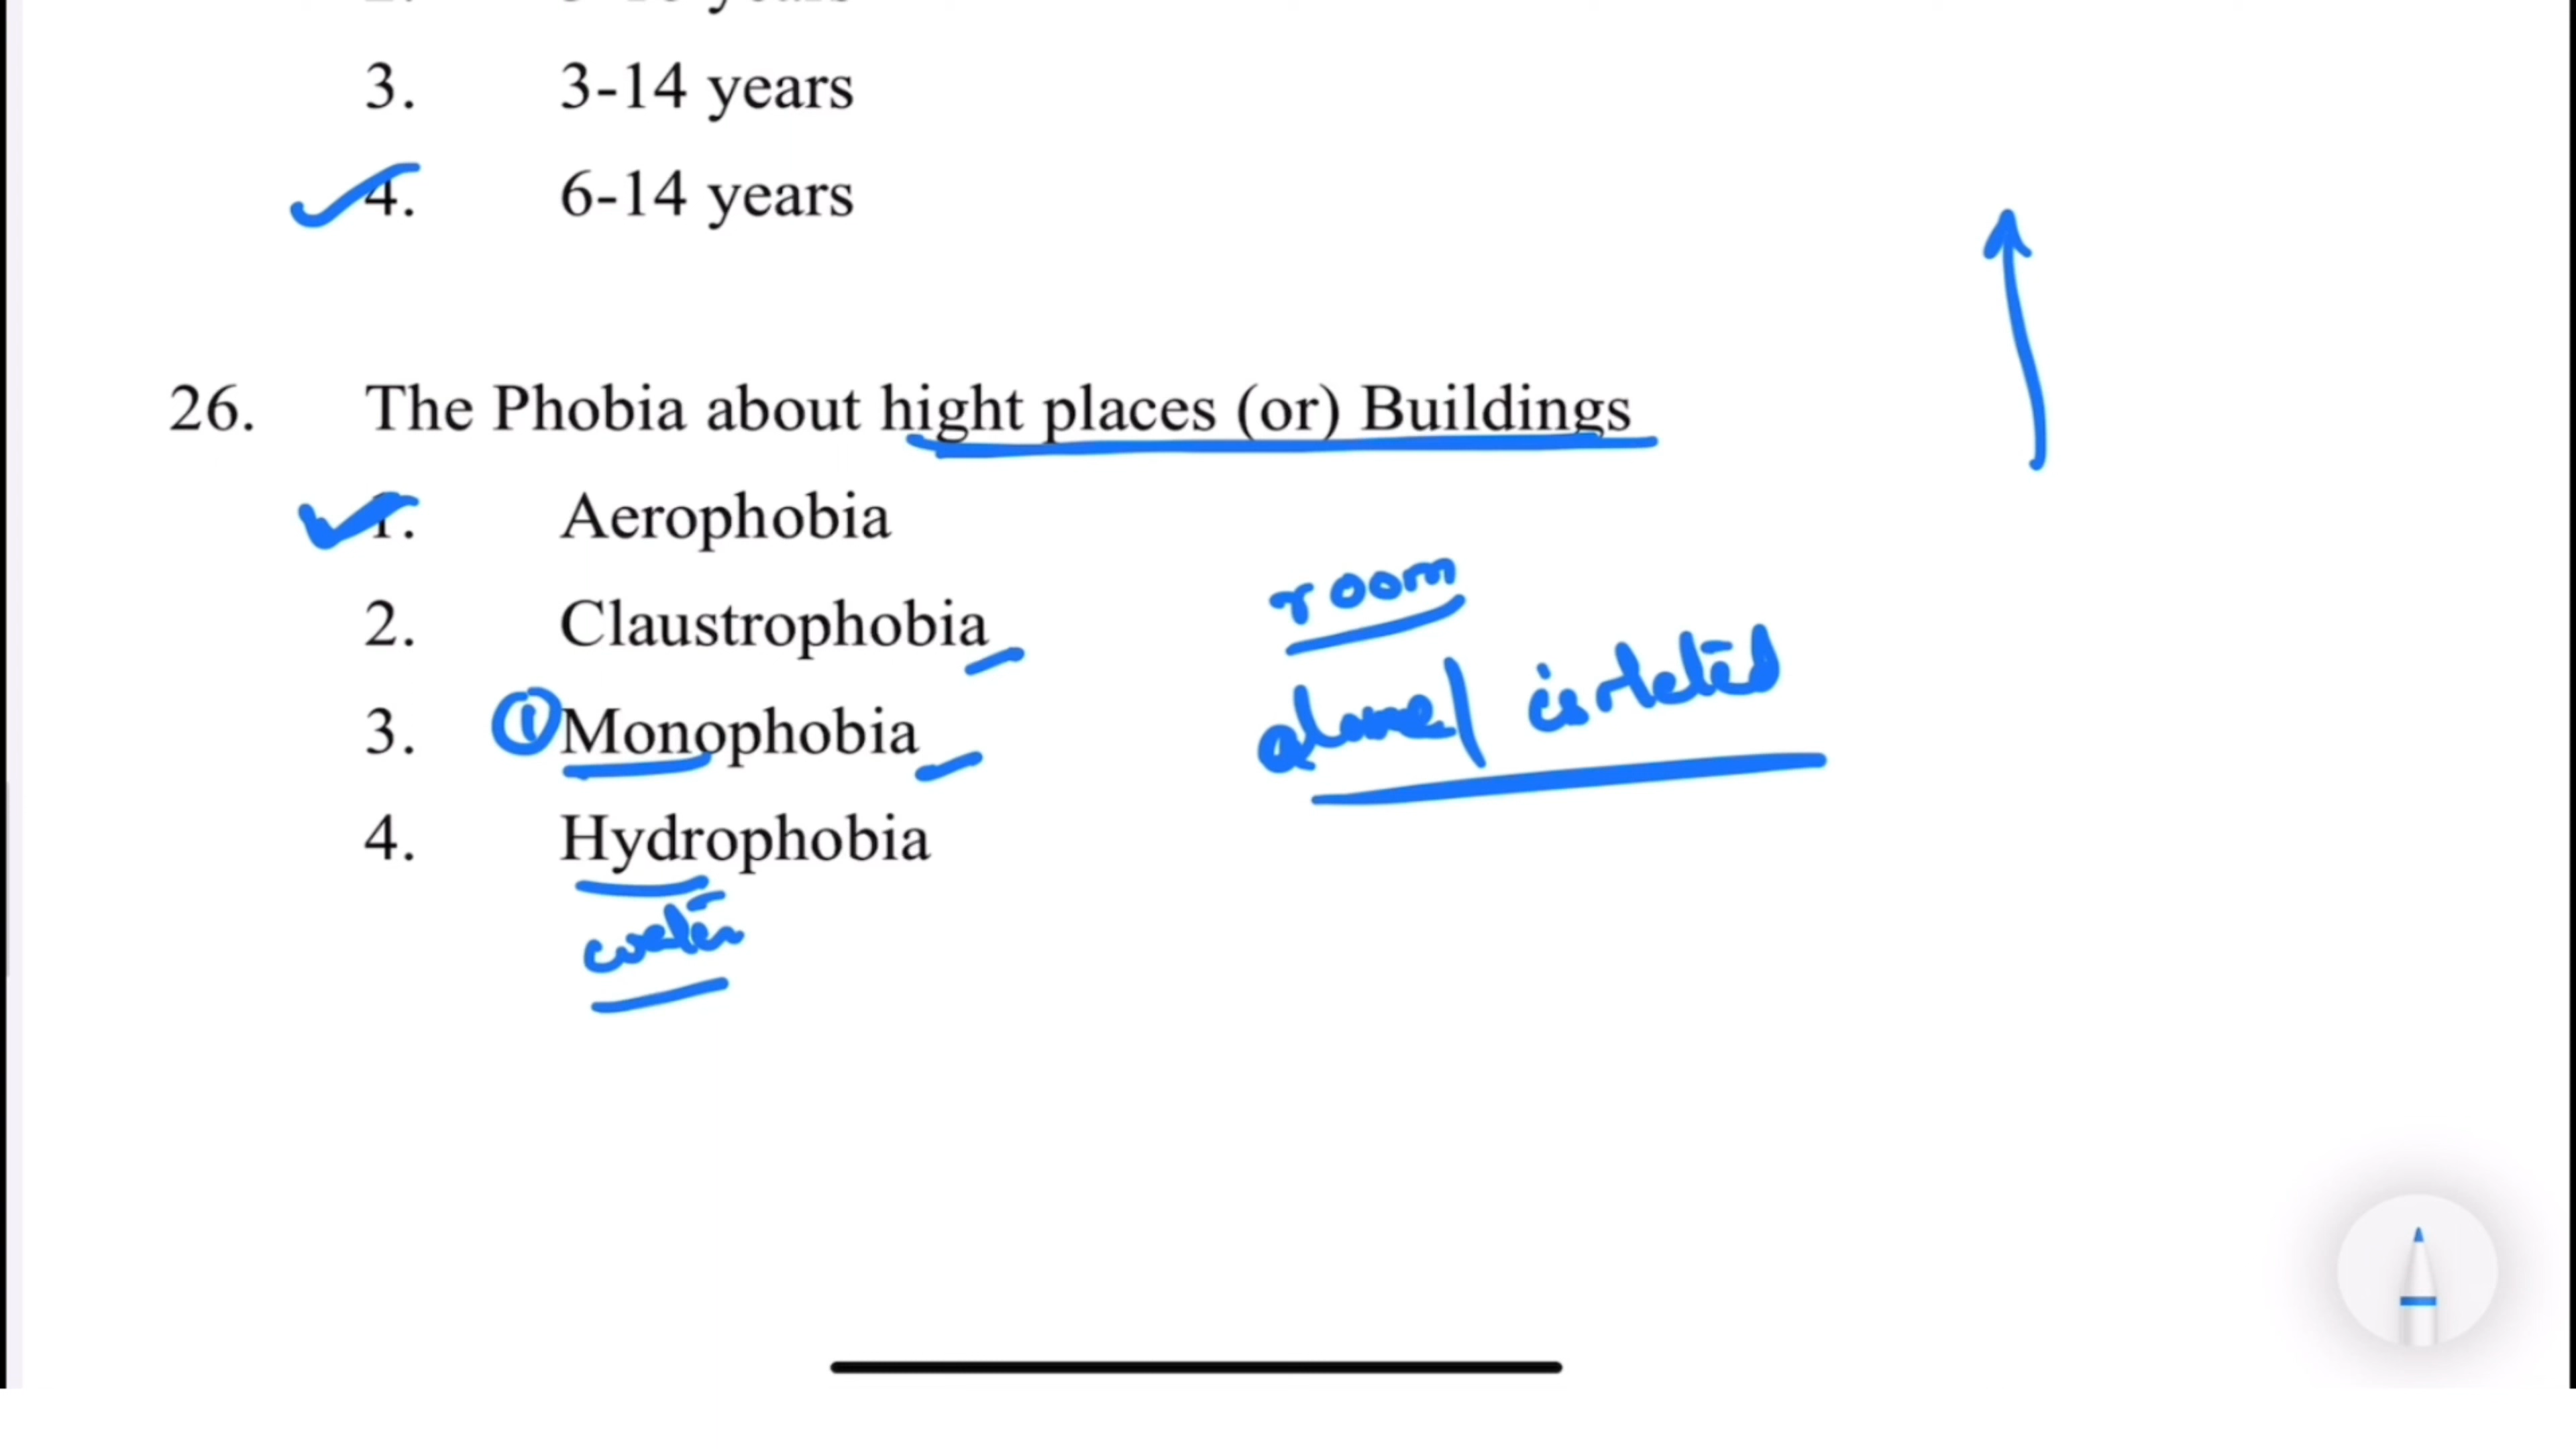 3. 3-14 years
4. 6-14 years
26. The Phobia about hight places (or) Buildings
1. Aerophobia
room
2. Claustrophobia
alone/ isolated
3. ① Monophobia
4. Hydrophobia
water